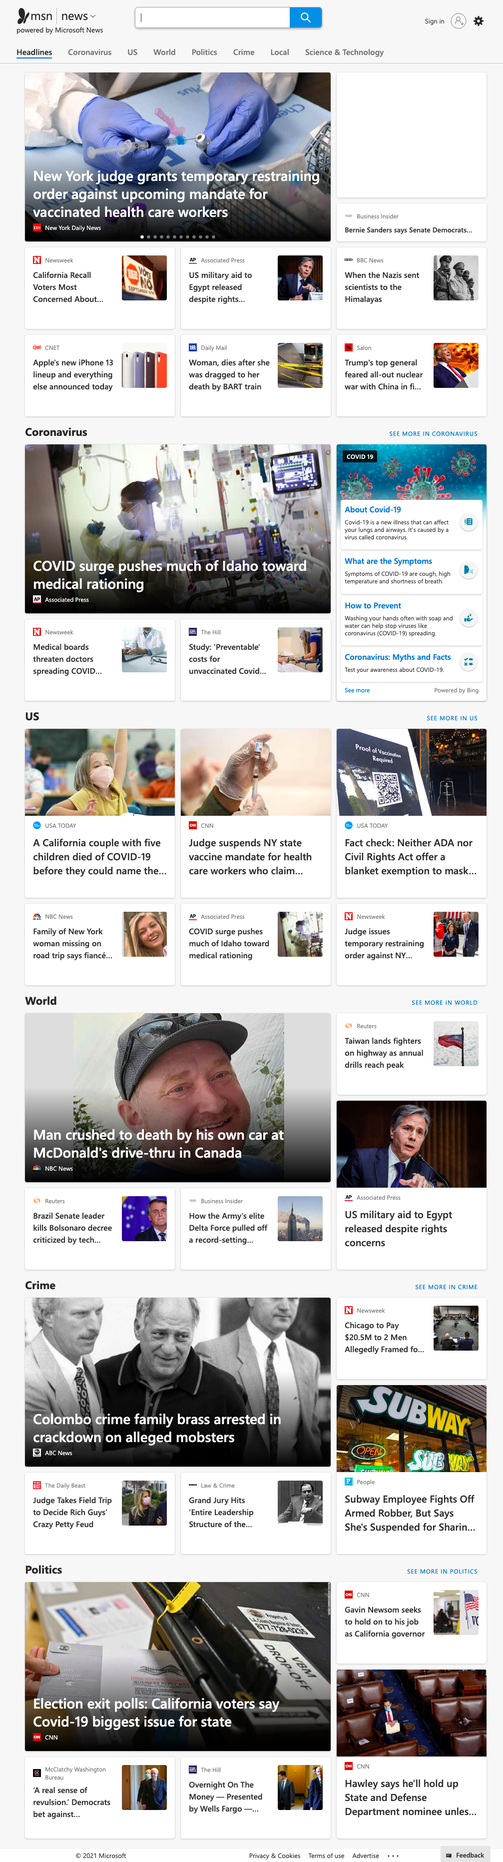 msn | news
powered by Microsoft News
Sign in
Headlines Coronavirus US World Politics Crime Local Science & Technology
New York judge grants temporary restraining
order against upcoming mandate for
vaccinated health care workers
New York Daily News
Business Insider
Bernie Sanders says Senate Democrats...
Newsweek
California Recall
Voters Most
Concerned About...
Associated Press
US military aid to
Egypt released
despite rights...
BBC News
When the Nazis sent
scientists to the
Himalayas
CNET
Apple's new iPhone 13
lineup and everything
else announced today
Daily Mail
Woman, dies after she
was dragged to her
death by BART train
Salon
Trump's top general
feared all-out nuclear
war with China in fi...
Coronavirus
SEE MORE IN CORONAVIRUS
COVID surge pushes much of Idaho toward
medical rationing
Associated Press
COVID 19
About Covid-19
Covid-19 is a new illness that can affect
your lungs and airways. It's caused by a
virus called coronavirus.
What are the Symptoms
Symptoms of COVID-19 are cough, high
temperature and shortness of breath.
How to Prevent
Washing your hands often with soap and
water can help stop viruses like
coronavirus (COVID-19) spreading.
Coronavirus: Myths and Facts
Test your awareness about COVID-19.
See more
Powered by Bing
Newsweek
Medical boards
threaten doctors
spreading COVID...
The Hill
Study: 'Preventable'
costs for
unvaccinated Covid...
US
SEE MORE IN US
Proof of Vaccination
Required
USA TODAY
A California couple with five
children died of COVID-19
before they could name the...
CNN
Judge suspends NY state
vaccine mandate for health
care workers who claim...
USA TODAY
Fact check: Neither ADA nor
Civil Rights Act offer a
blanket exemption to mask...
NBC News
Family of New York
woman missing on
road trip says fiancé...
Associated Press
COVID surge pushes
much of Idaho toward
medical rationing
Newsweek
Judge issues
temporary restraining
order against NY...
World
SEE MORE IN WORLD
Man crushed to death by his own car at
McDonald's drive-thru in Canada
NBC News
Reuters
Taiwan lands fighters
on highway as annual
drills reach peak
Associated Press
US military aid to Egypt
released despite rights
concerns
Reuters
Brazil Senate leader
kills Bolsonaro decree
criticized by tech...
Business Insider
How the Army's elite
Delta Force pulled off
a record-setting...
Crime
SEE MORE IN CRIME
Colombo crime family brass arrested in
crackdown on alleged mobsters
ABC News
Newsweek
Chicago to Pay
$20.5M to 2 Men
Allegedly Framed fo...
SUBWAY
OPEN
SUBWAY
People
Subway Employee Fights Off
Armed Robber, But Says
She's Suspended for Sharin...
The Daily Beast
Judge Takes Field Trip
to Decide Rich Guys'
Crazy Petty Feud
Law & Crime
Grand Jury Hits
'Entire Leadership
Structure of the...
Politics
SEE MORE IN POLITICS
VBM
DROP-OFF
Election exit polls: California voters say
Covid-19 biggest issue for state
CNN
CNN
Gavin Newsom seeks
to hold on to his job
as California governor
CNN
Hawley says he'll hold up
State and Defense
Department nominee unles...
McClatchy Washington
Bureau
'A real sense of
revulsion.' Democrats
bet against...
The Hill
Overnight On The
Money — Presented
by Wells Fargo —...
© 2021 Microsoft
Privacy & Cookies Terms of use Advertise ...
Feedback